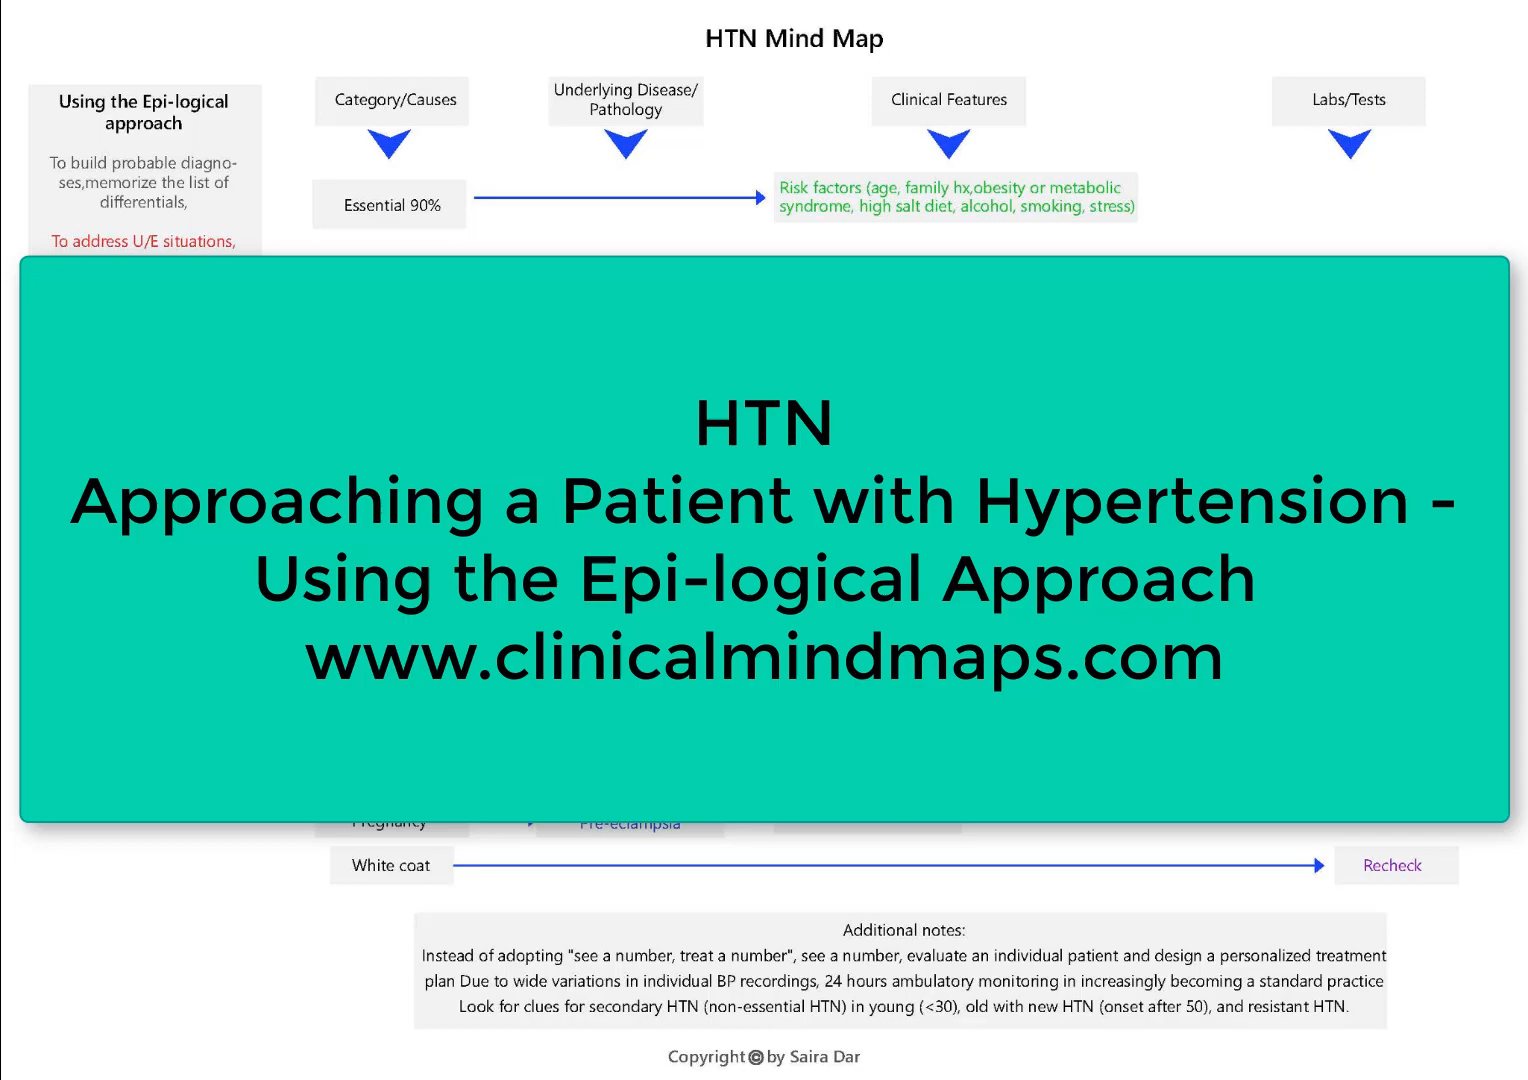 HTN Mind Map
Using the Epi-logical
approach
To build probable diagno-
ses,memorize the list of
differentials,
To address U/E situations,
Category/Causes
Underlying Disease/
Pathology
Clinical Features
Labs/Tests
Essential 90%
Risk factors (age, family hx,obesity or metabolic
syndrome, high salt diet, alcohol, smoking, stress)
HTN
Approaching a Patient with Hypertension -
Using the Epi-logical Approach
www.clinicalmindmaps.com
Pregnancy
Pre-eclampsia
White coat
Recheck
Additional notes:
Instead of adopting "see a number, treat a number", see a number, evaluate an individual patient and design a personalized treatment
plan Due to wide variations in individual BP recordings, 24 hours ambulatory monitoring in increasingly becoming a standard practice
Look for clues for secondary HTN (non-essential HTN) in young (<30), old with new HTN (onset after 50), and resistant HTN.
Copyright © by Saira Dar